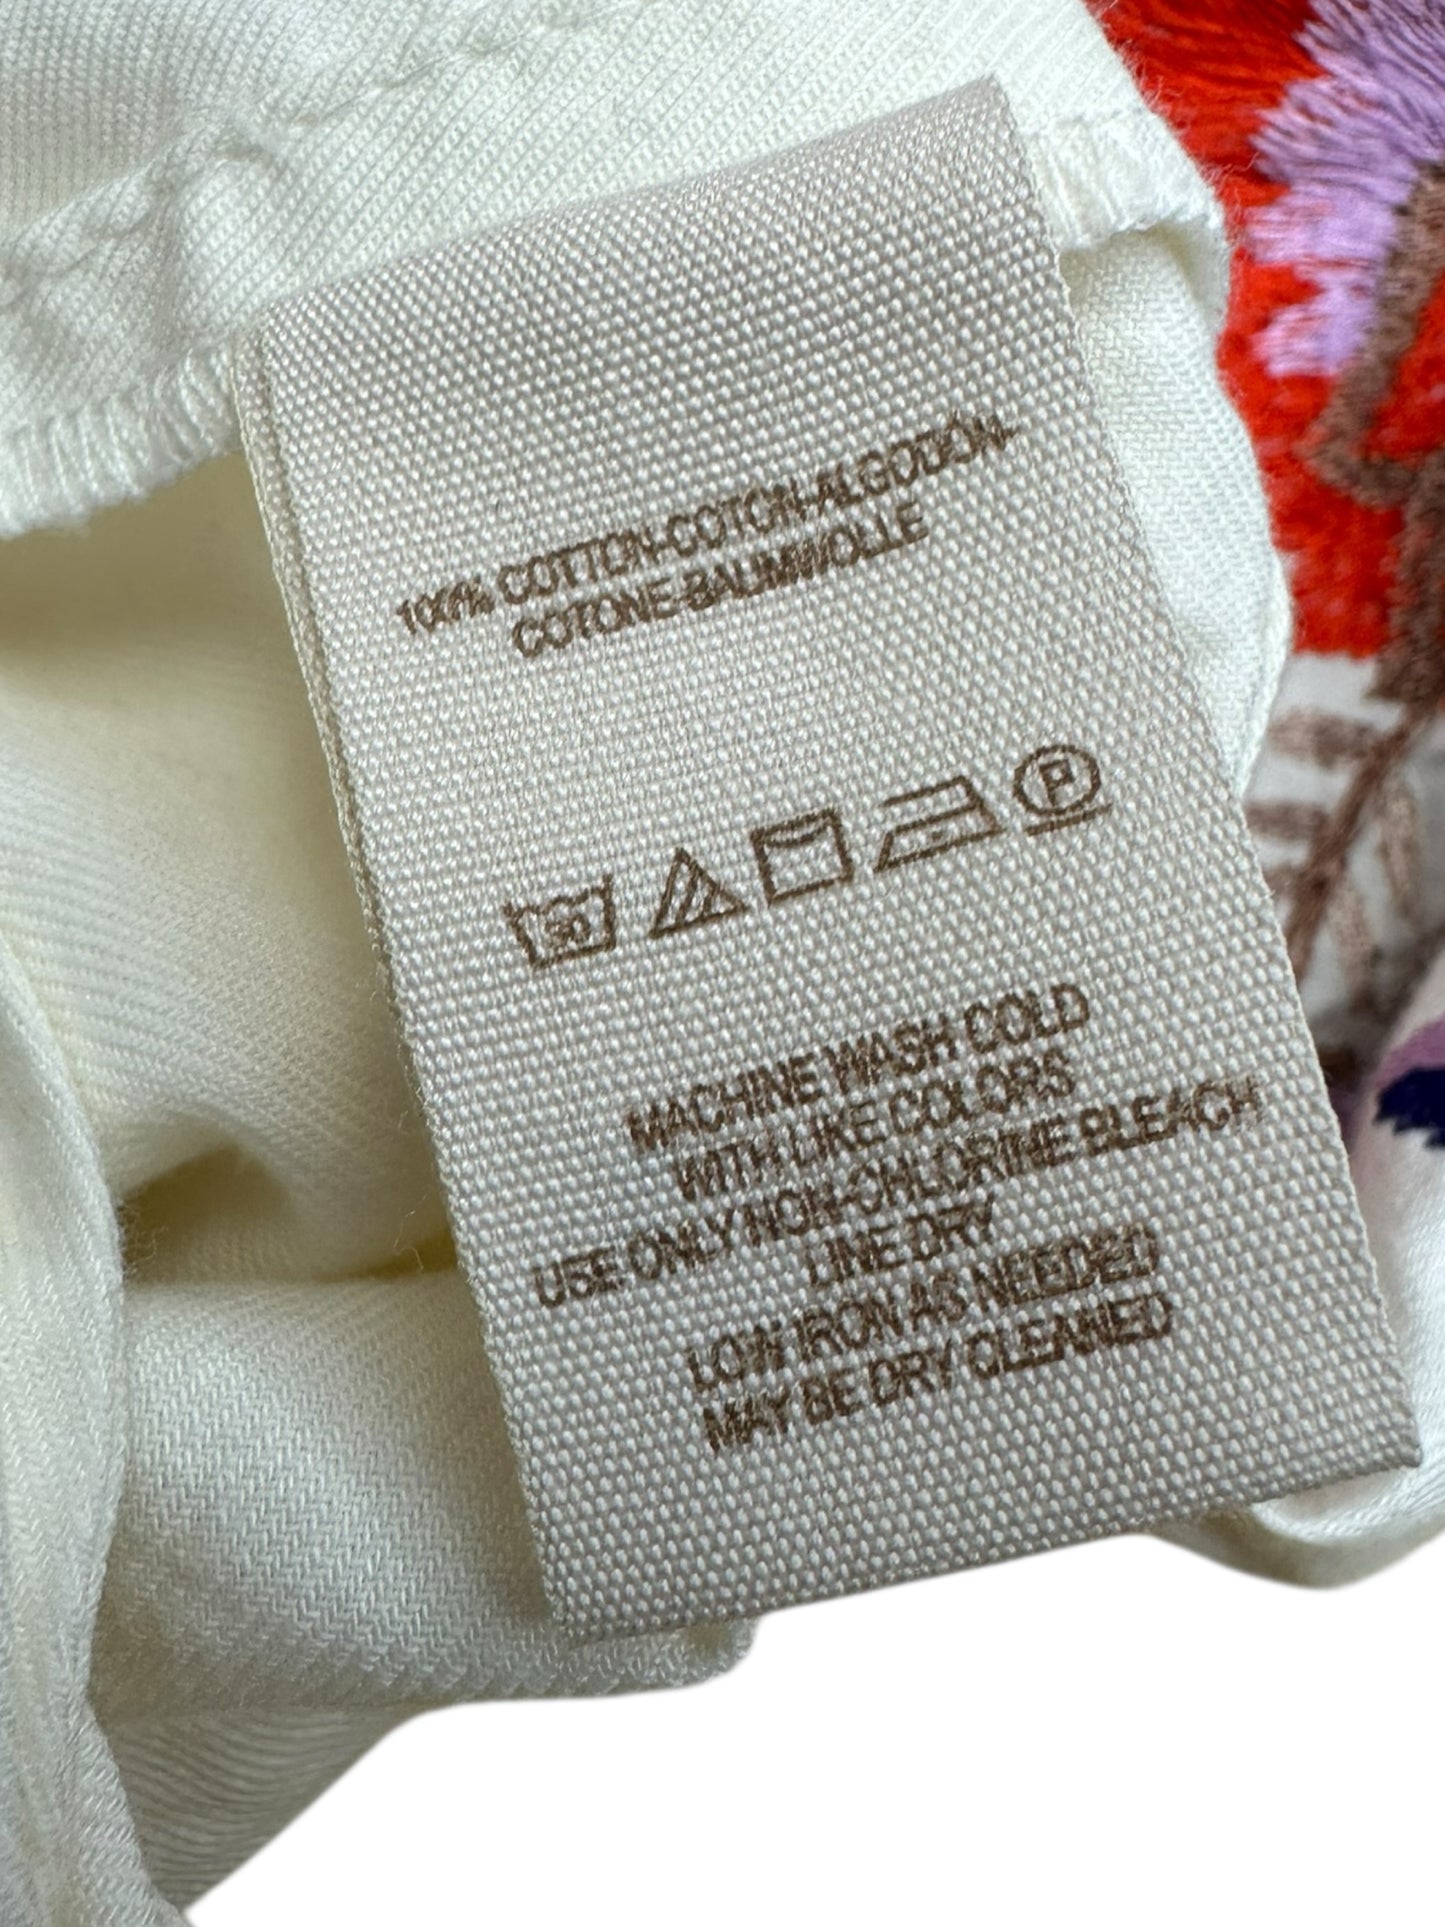 100% COTTON-COTON-ALGODÓN-
COTONE-BAUMWOLLE
30
P
MACHINE WASH COLD
WITH LIKE COLORS
USE ONLY NON-CHLORINE BLEACH
LINE DRY
LOW IRON AS NEEDED
MAY BE DRY CLEANED